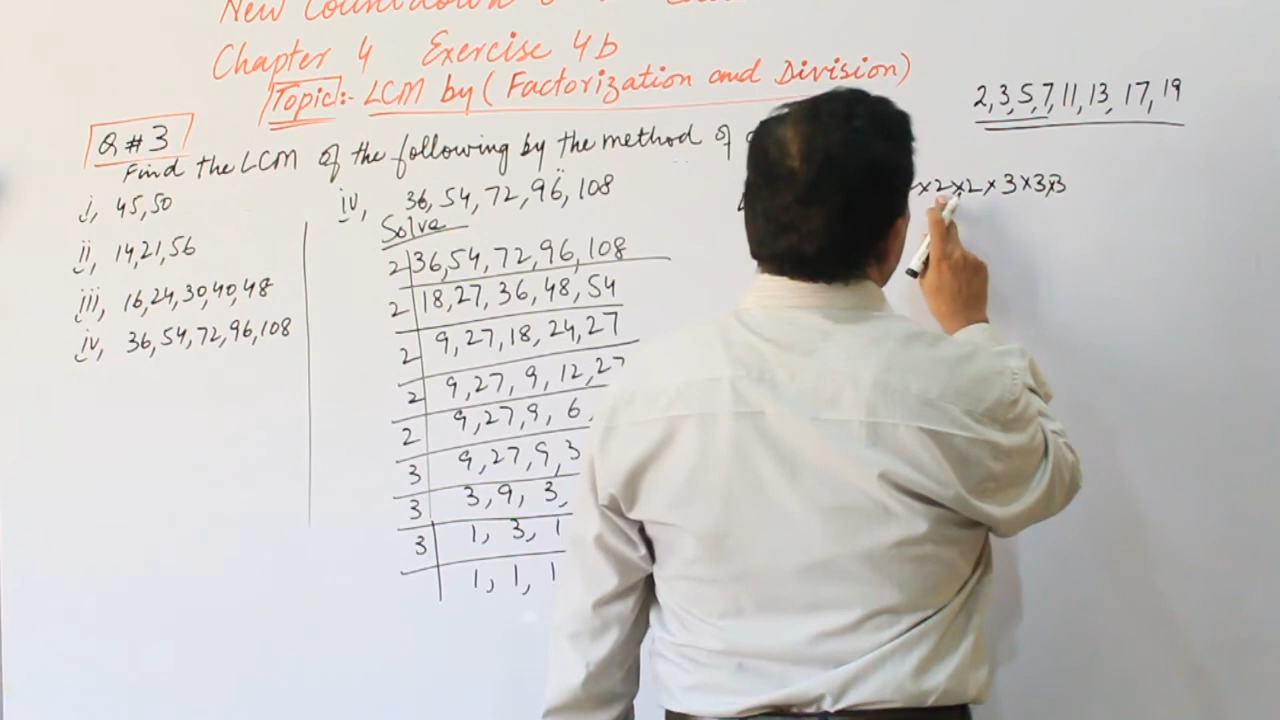 New Countdown
Chapter 4 Exercise 4b
Topic:- LCM by (Factorization and Division)
2, 3, 5, 7, 11, 13, 17, 19
Q # 3
Find the LCM of the following by the method of
i, 45, 50
ii, 14, 21, 56
iii, 16, 24, 30, 40, 48
iv, 36, 54, 72, 96, 108
iv, 36, 54, 72, 96, 108
Solve
2 36, 54, 72, 96, 108
2 18, 27, 36, 48, 54
2 9, 27, 18, 24, 27
2 9, 27, 9, 12, 27
2 9, 27, 9, 6,
3 9, 27, 9, 3
3 3, 9, 3,
3 1, 3, 1
1, 1, 1
×2×2×3×3×3